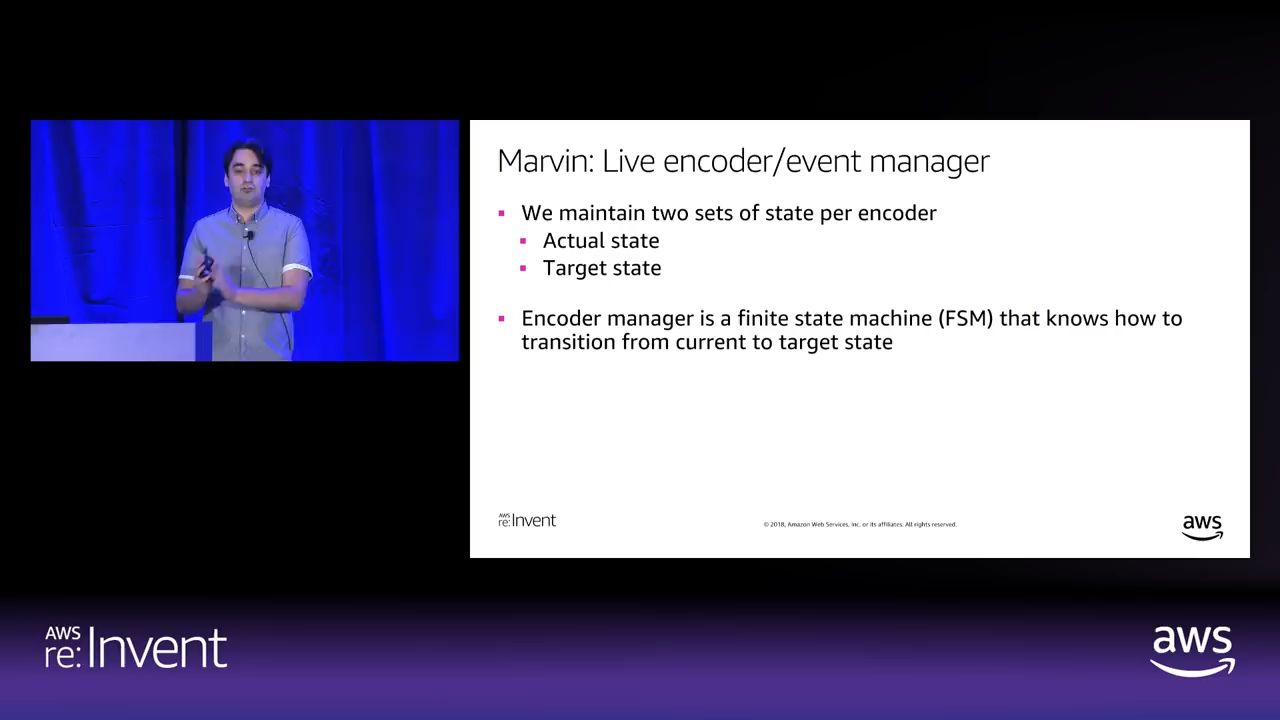 Marvin: Live encoder/event manager
We maintain two sets of state per encoder
Actual state
Target state
Encoder manager is a finite state machine (FSM) that knows how to
transition from current to target state
AWS
re:Invent
© 2018, Amazon Web Services, Inc. or its affiliates. All rights reserved.
aws
AWS
re:Invent
aws